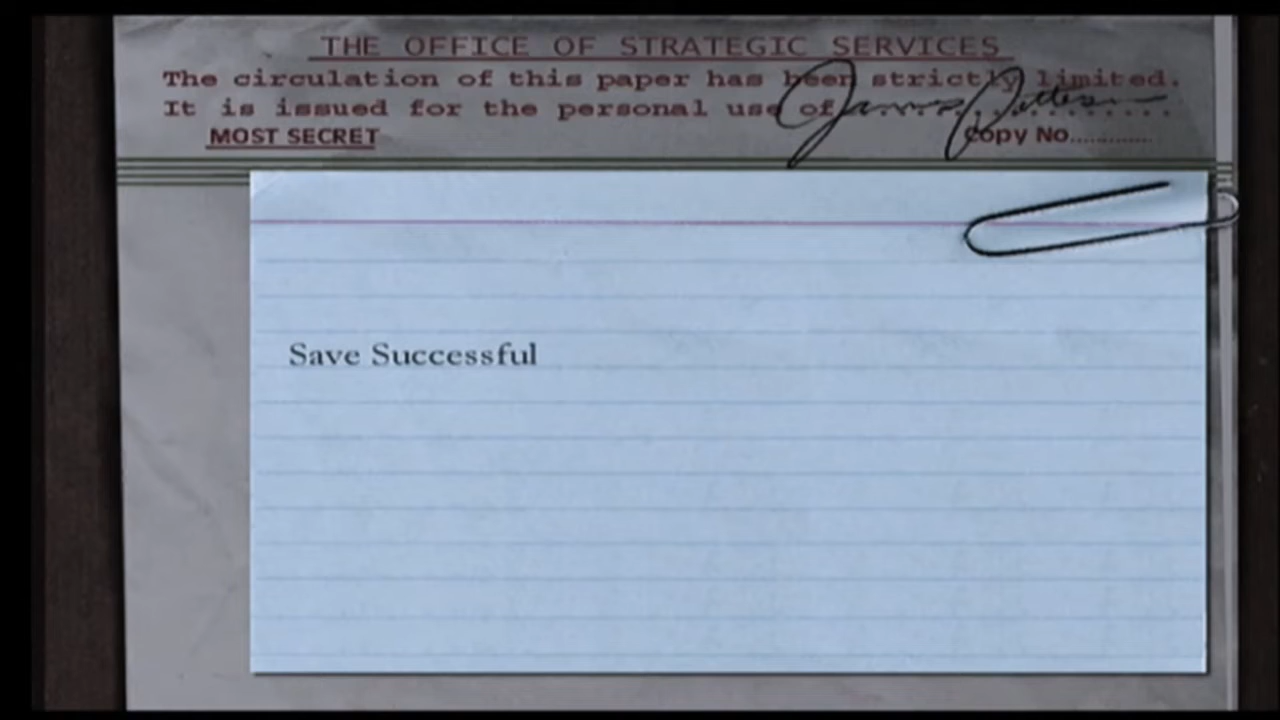 THE OFFICE OF STRATEGIC SERVICES
The circulation of this paper has been strictly limited.
It is issued for the personal use of ....................
MOST SECRET
Copy No.............
Save Successful